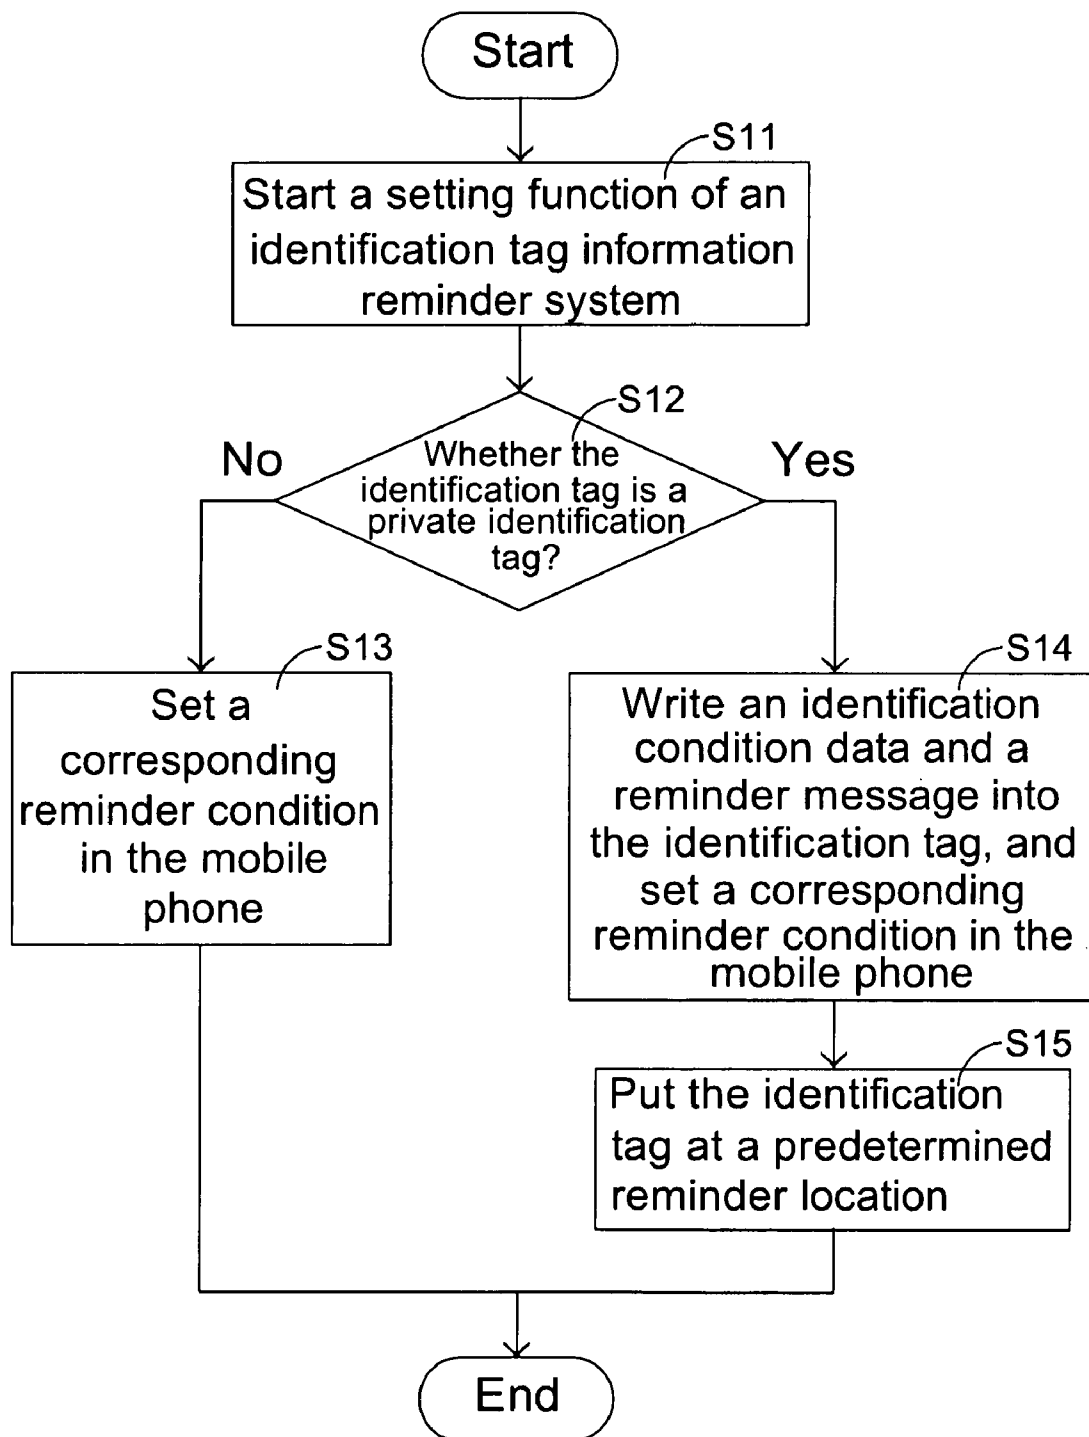 Start
S11
Start a setting function of an
identification tag information
reminder system
S12
No
Yes
Whether the
identification tag is a
private identification
tag?
S13
Set a
corresponding
reminder condition
in the mobile
phone
S14
Write an identification
condition data and a
reminder message into
the identification tag, and
set a corresponding
reminder condition in the
mobile phone
S15
Put the identification
tag at a predetermined
reminder location
End